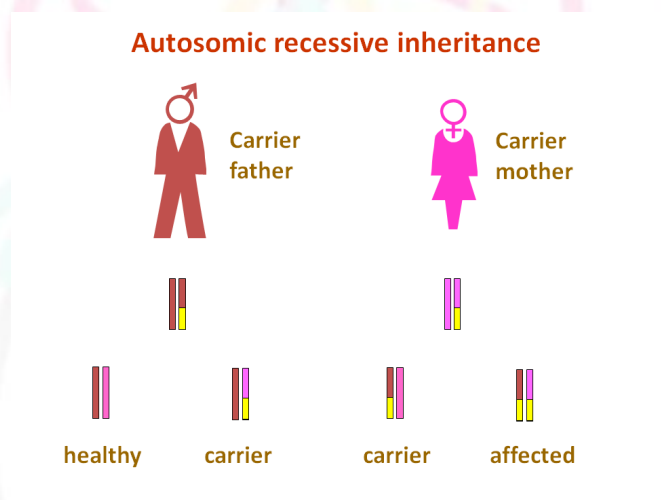 Autosomic recessive inheritance
Carrier
father
Carrier
mother
healthy
carrier
carrier
affected